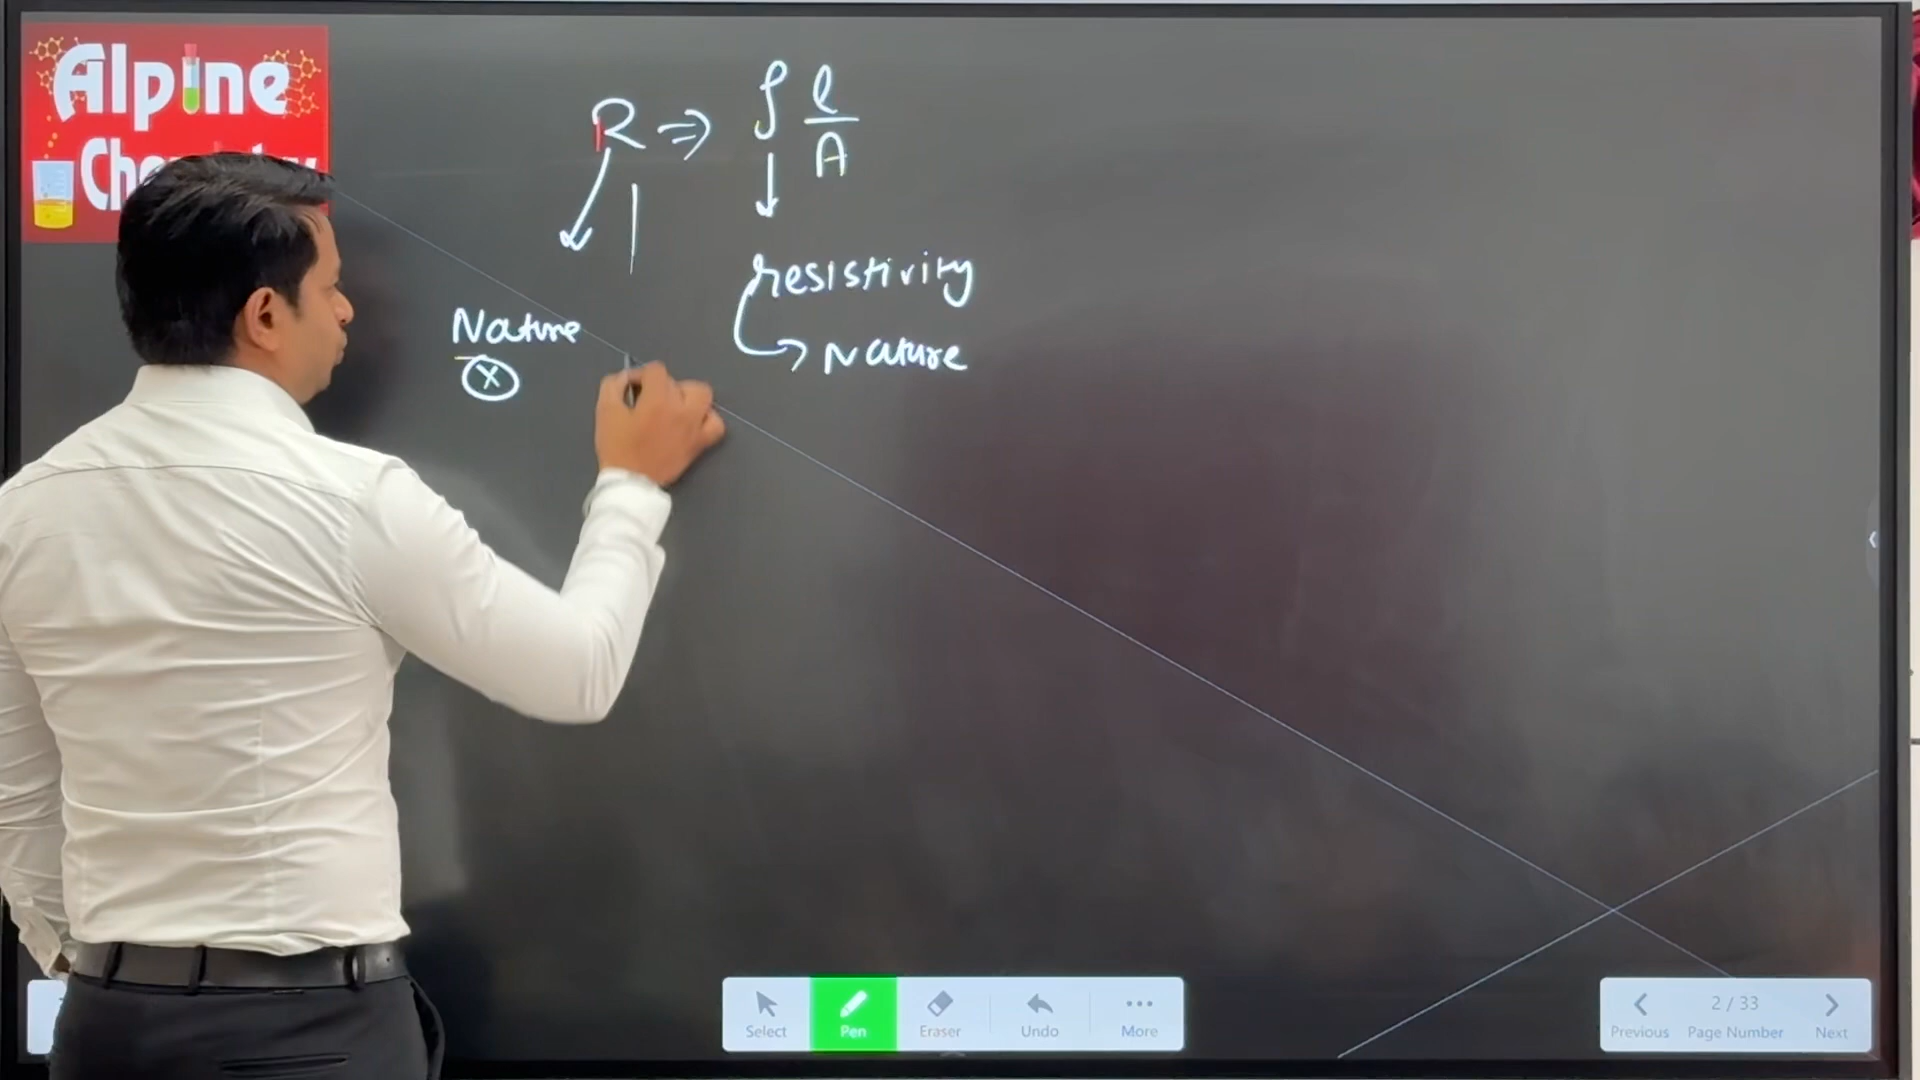 Alpine
Che
R ⇒ ρ l/A
resistivity
Nature
Nature
X
Select
Pen
Eraser
Undo
More
2 / 33
Previous
Page Number
Next